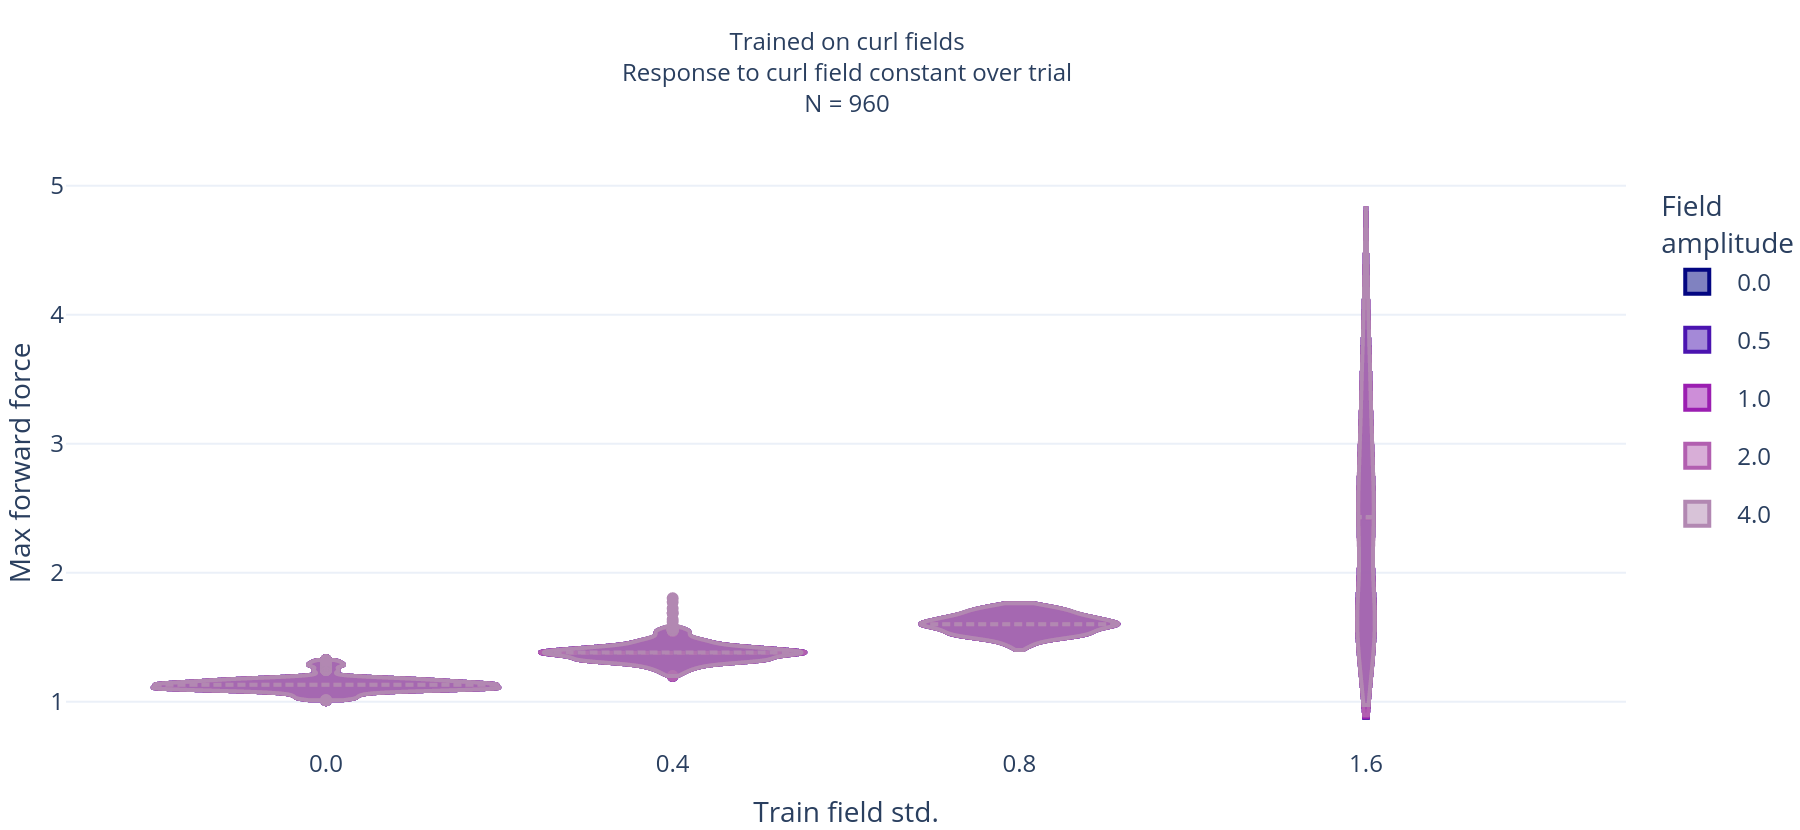 Trained on curl fields
Response to curl field constant over trial
N = 960
5
4
3
2
1
Max forward force
0.0
0.4
0.8
1.6
Train field std.
Field
amplitude
0.0
0.5
1.0
2.0
4.0